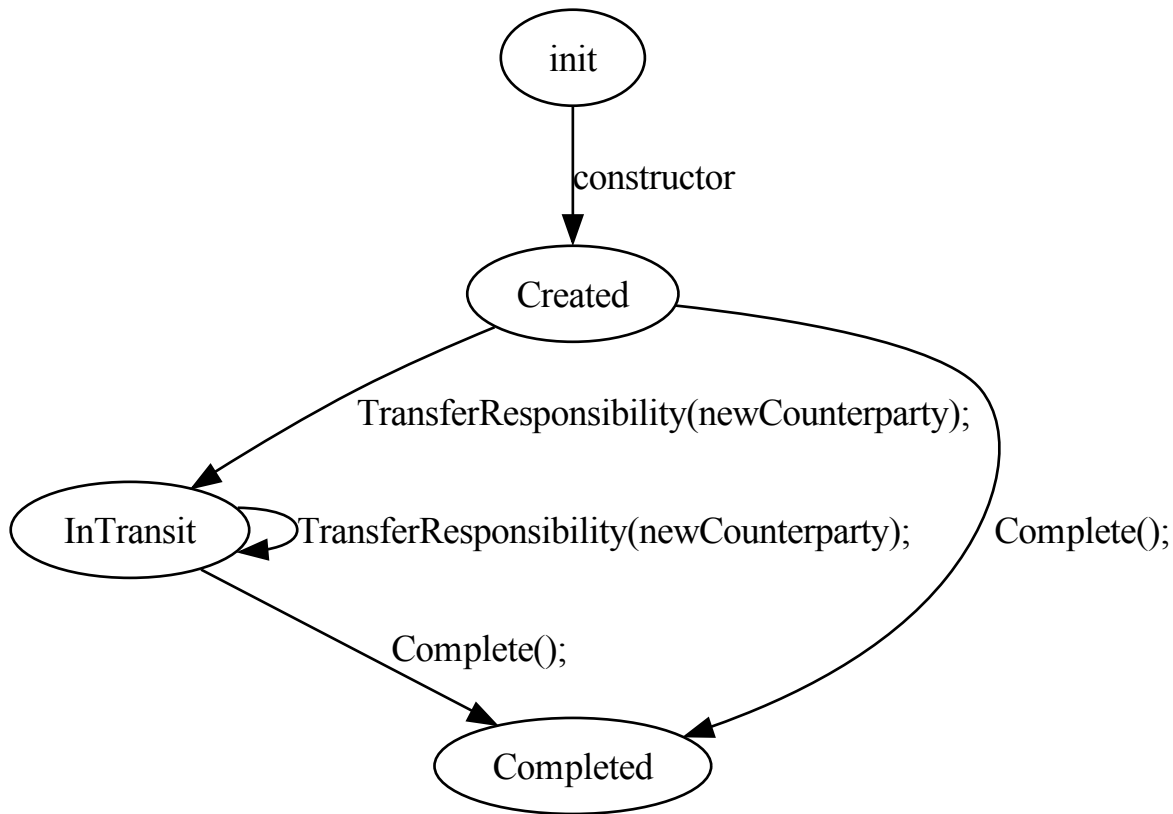 init
constructor
Created
TransferResponsibility(newCounterparty);
InTransit
TransferResponsibility(newCounterparty);
Complete();
Complete();
Completed